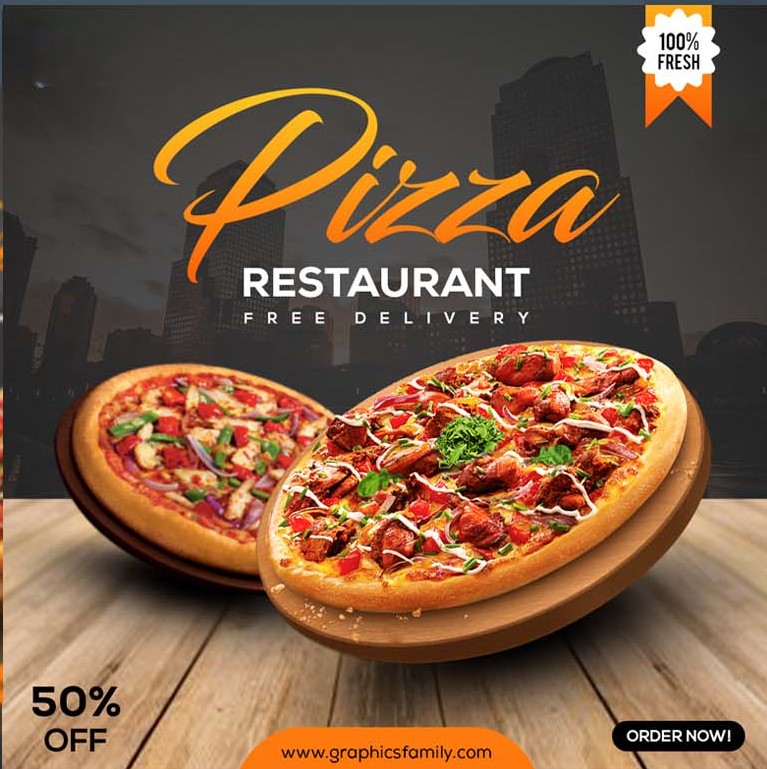 100%
FRESH
Pizza
RESTAURANT
FREE DELIVERY
50%
OFF
www.graphicsfamily.com
ORDER NOW!